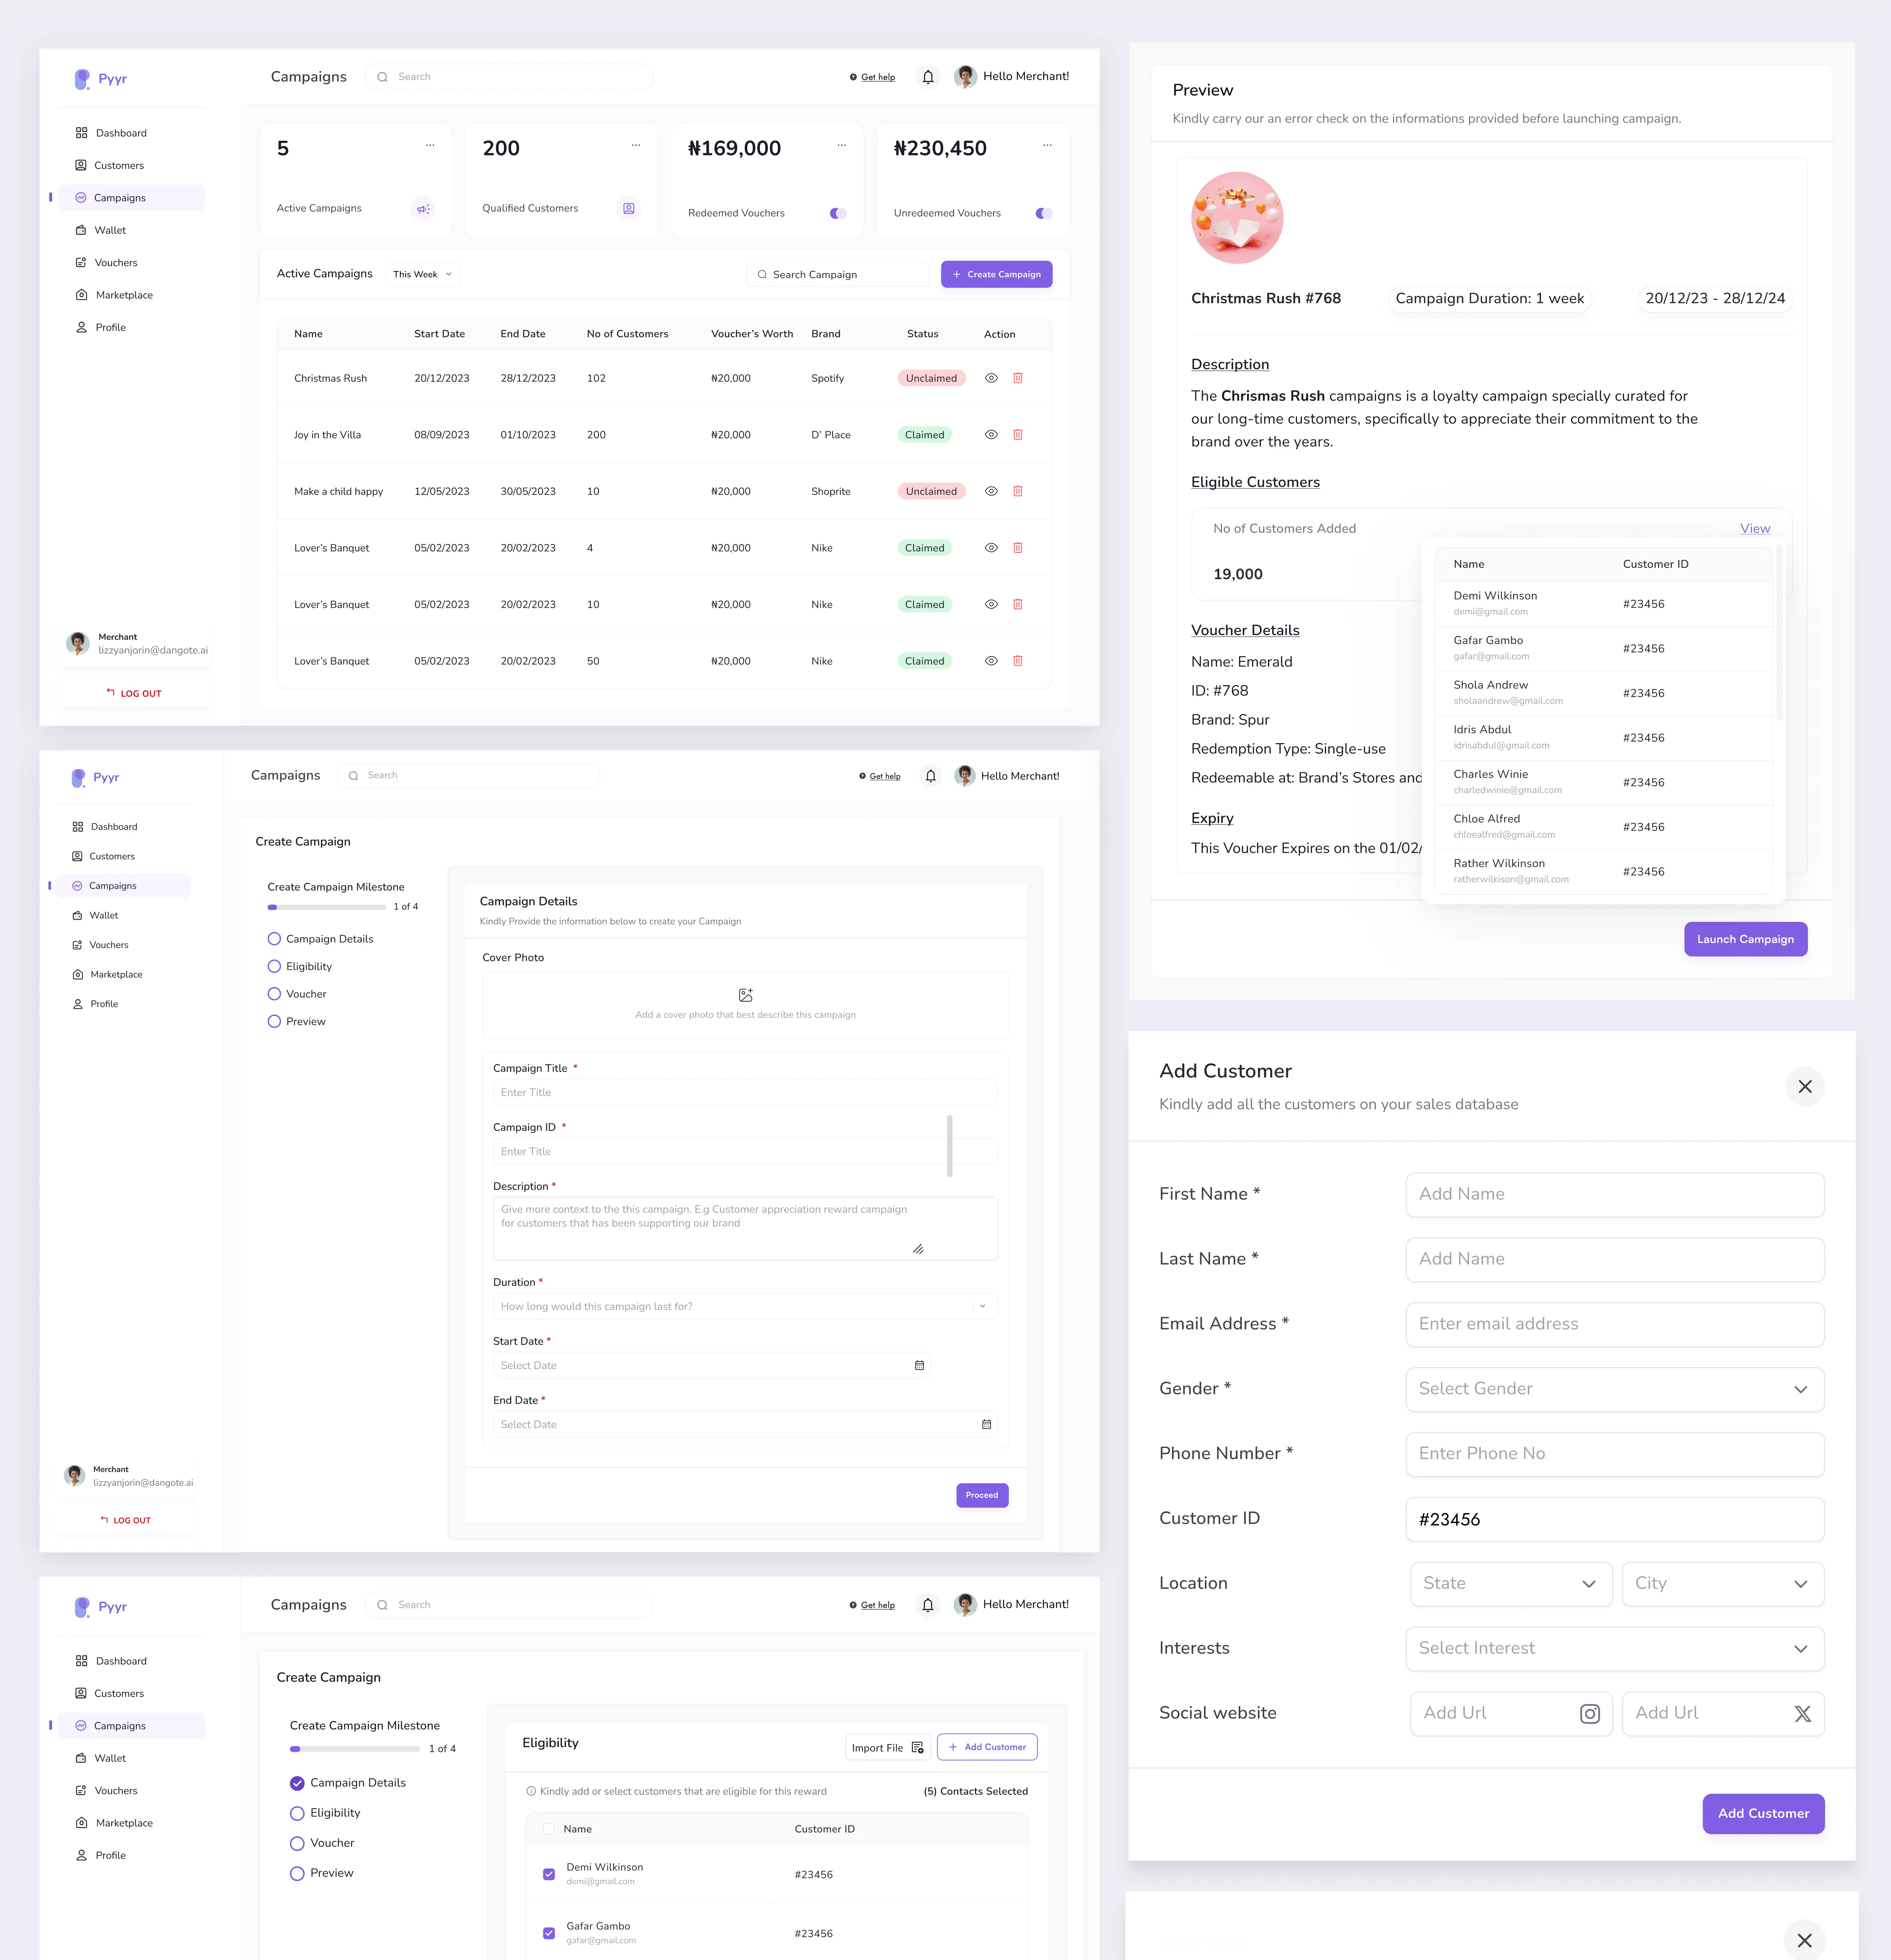 Pyyr
Campaigns
Search
Get help
Hello Merchant!
Dashboard
Customers
Campaigns
Wallet
Vouchers
Marketplace
Profile
Merchant
lizzyanjorin@dangote.ai
LOG OUT
5
Active Campaigns
200
Qualified Customers
₦169,000
Redeemed Vouchers
₦230,450
Unredeemed Vouchers
Active Campaigns
This Week
Search Campaign
+ Create Campaign
Name Start Date End Date No of Customers Voucher's Worth Brand Status Action
Christmas Rush 20/12/2023 28/12/2023 102 ₦20,000 Spotify Unclaimed
Joy in the Villa 08/09/2023 01/10/2023 200 ₦20,000 D' Place Claimed
Make a child happy 12/05/2023 30/05/2023 10 ₦20,000 Shoprite Unclaimed
Lover's Banquet 05/02/2023 20/02/2023 4 ₦20,000 Nike Claimed
Lover's Banquet 05/02/2023 20/02/2023 10 ₦20,000 Nike Claimed
Lover's Banquet 05/02/2023 20/02/2023 50 ₦20,000 Nike Claimed
Pyyr
Campaigns
Search
Get help
Hello Merchant!
Dashboard
Customers
Campaigns
Wallet
Vouchers
Marketplace
Profile
Merchant
lizzyanjorin@dangote.ai
LOG OUT
Create Campaign
Create Campaign Milestone
1 of 4
Campaign Details
Eligibility
Voucher
Preview
Campaign Details
Kindly Provide the information below to create your Campaign
Cover Photo
Add a cover photo that best describe this campaign
Campaign Title *
Enter Title
Campaign ID *
Enter Title
Description *
Give more context to the this campaign. E.g Customer appreciation reward campaign
for customers that has been supporting our brand
Duration *
How long would this campaign last for?
Start Date *
Select Date
End Date *
Select Date
Proceed
Pyyr
Campaigns
Search
Get help
Hello Merchant!
Dashboard
Customers
Campaigns
Wallet
Vouchers
Marketplace
Profile
Create Campaign
Create Campaign Milestone
1 of 4
Campaign Details
Eligibility
Voucher
Preview
Eligibility
Import File
+ Add Customer
Kindly add or select customers that are eligible for this reward
(5) Contacts Selected
Name Customer ID
Demi Wilkinson
demi@gmail.com
#23456
Gafar Gambo
gafar@gmail.com
#23456
Preview
Kindly carry our an error check on the informations provided before launching campaign.
Christmas Rush #768
Campaign Duration: 1 week
20/12/23 - 28/12/24
Description
The Chrismas Rush campaigns is a loyalty campaign specially curated for
our long-time customers, specifically to appreciate their commitment to the
brand over the years.
Eligible Customers
No of Customers Added
View
19,000
Voucher Details
Name: Emerald
ID: #768
Brand: Spur
Redemption Type: Single-use
Redeemable at: Brand's Stores and
Expiry
This Voucher Expires on the 01/02/
Name Customer ID
Demi Wilkinson
demi@gmail.com
#23456
Gafar Gambo
gafar@gmail.com
#23456
Shola Andrew
sholaandrew@gmail.com
#23456
Idris Abdul
idrisabdul@gmail.com
#23456
Charles Winie
charledwinie@gmail.com
#23456
Chloe Alfred
chloealfred@gmail.com
#23456
Rather Wilkinson
ratherwilkison@gmail.com
#23456
Launch Campaign
Add Customer
Kindly add all the customers on your sales database
First Name *
Add Name
Last Name *
Add Name
Email Address *
Enter email address
Gender *
Select Gender
Phone Number *
Enter Phone No
Customer ID
#23456
Location
State
City
Interests
Select Interest
Social website
Add Url
Add Url
Add Customer